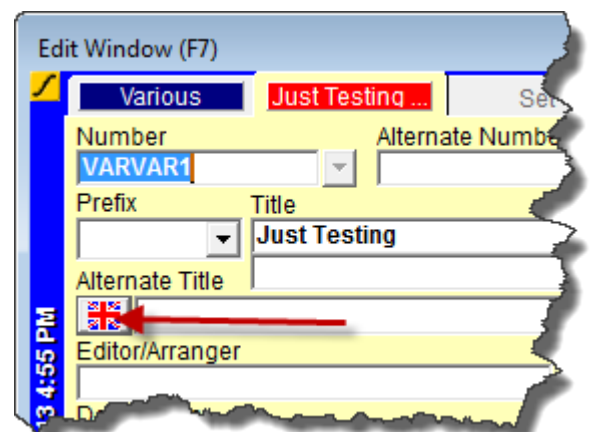 Edit Window (F7)
Various
Just Testing ...
Set
Number
Alternate Numbe
VARVAR1
Prefix
Title
Just Testing
Alternate Title
Editor/Arranger
13 4:55 PM